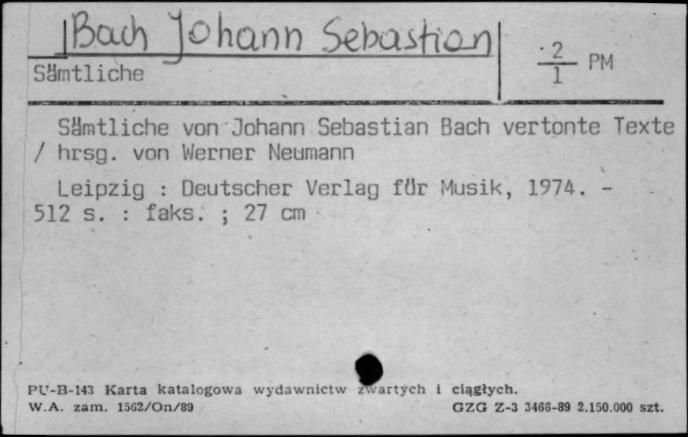 Bach Johann Sebastian
2/1 PM
Sämtliche
Sämtliche von Johann Sebastian Bach vertonte Texte
/ hrsg. von Werner Neumann
Leipzig : Deutscher Verlag für Musik, 1974. -
512 s. : faks. ; 27 cm
PU-B-143 Karta katalogowa wydawnictw zwartych i ciągłych.
W.A. zam. 1562/On/89 GZG Z-3 3466-89 2.150.000 szt.